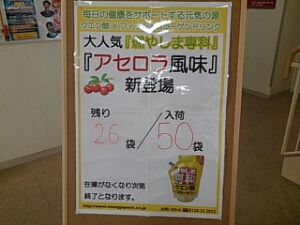 毎日の健康をサポートする元気の源
大人気『燃やしま専科』
『アセロラ風味』
新登場
残り 入荷
26袋／50袋
在庫がなくなり次第
終了となります。